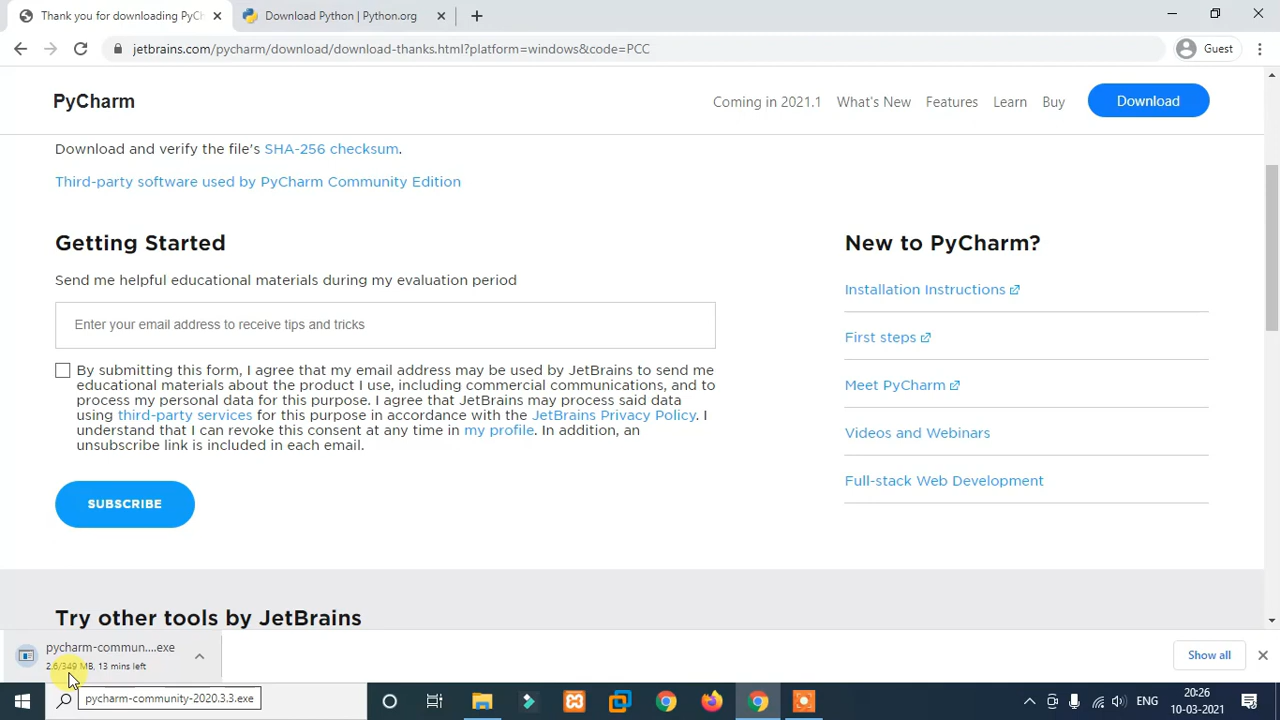 Thank you for downloading PyCh
Download Python | Python.org
jetbrains.com/pycharm/download/download-thanks.html?platform=windows&code=PCC
Guest
PyCharm
Coming in 2021.1
What's New
Features
Learn
Buy
Download
Download and verify the file's SHA-256 checksum.
Third-party software used by PyCharm Community Edition
Getting Started
Send me helpful educational materials during my evaluation period
Enter your email address to receive tips and tricks
By submitting this form, I agree that my email address may be used by JetBrains to send me
educational materials about the product I use, including commercial communications, and to
process my personal data for this purpose. I agree that JetBrains may process said data
using third-party services for this purpose in accordance with the JetBrains Privacy Policy. I
understand that I can revoke this consent at any time in my profile. In addition, an
unsubscribe link is included in each email.
SUBSCRIBE
New to PyCharm?
Installation Instructions
First steps
Meet PyCharm
Videos and Webinars
Full-stack Web Development
Try other tools by JetBrains
pycharm-commun....exe
2.6/349 MB, 13 mins left
Show all
pycharm-community-2020.3.3.exe
ENG
20:26
10-03-2021